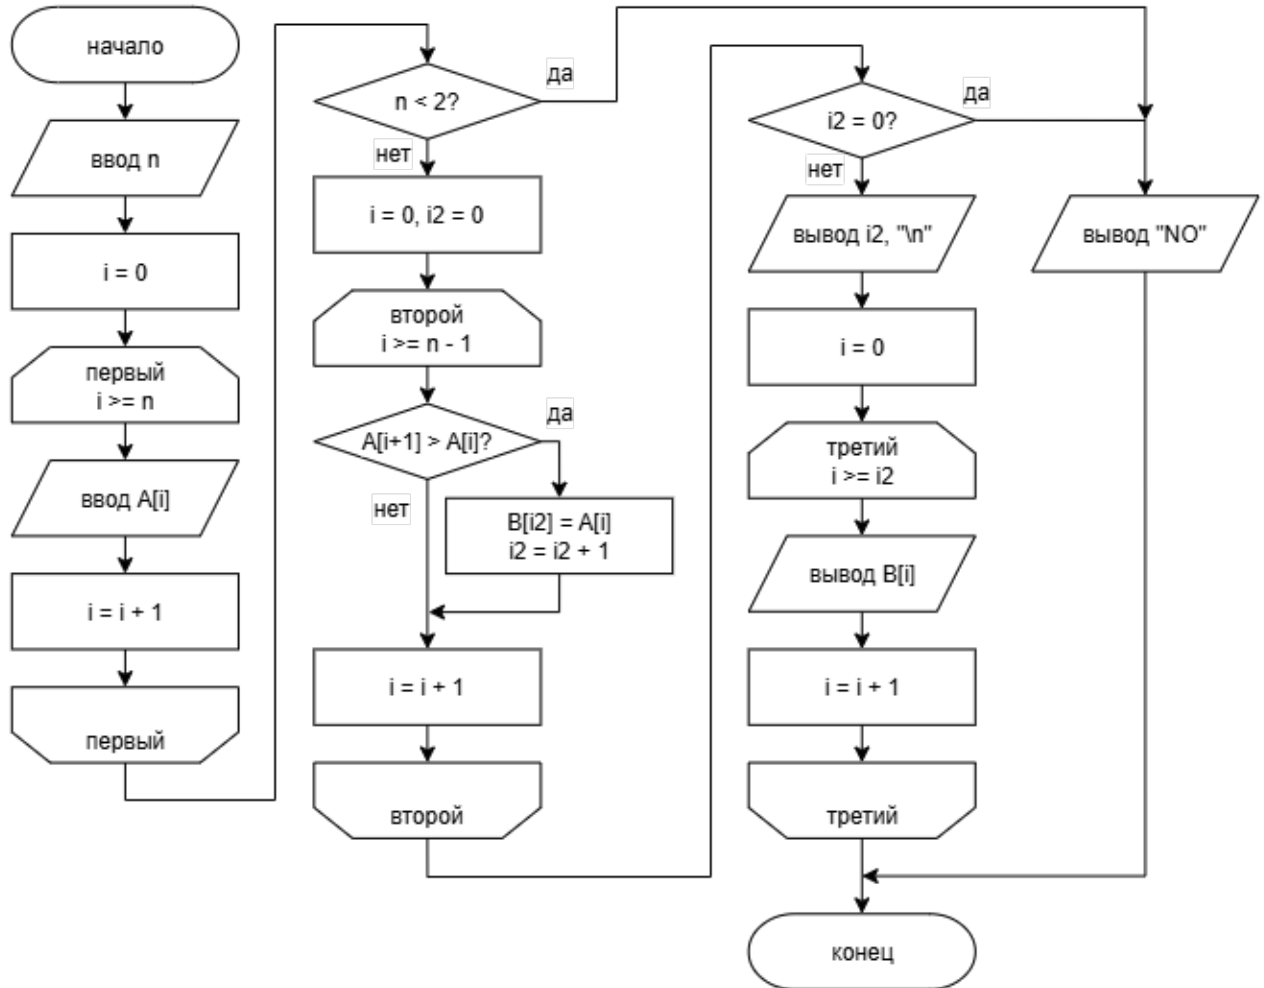 начало
ввод n
i = 0
первый
i >= n
ввод A[i]
i = i + 1
первый
n < 2?
да
нет
i = 0, i2 = 0
второй
i >= n - 1
A[i+1] > A[i]?
да
нет
B[i2] = A[i]
i2 = i2 + 1
i = i + 1
второй
i2 = 0?
да
нет
вывод i2, "\n"
i = 0
третий
i >= i2
вывод B[i]
i = i + 1
третий
вывод "NO"
конец